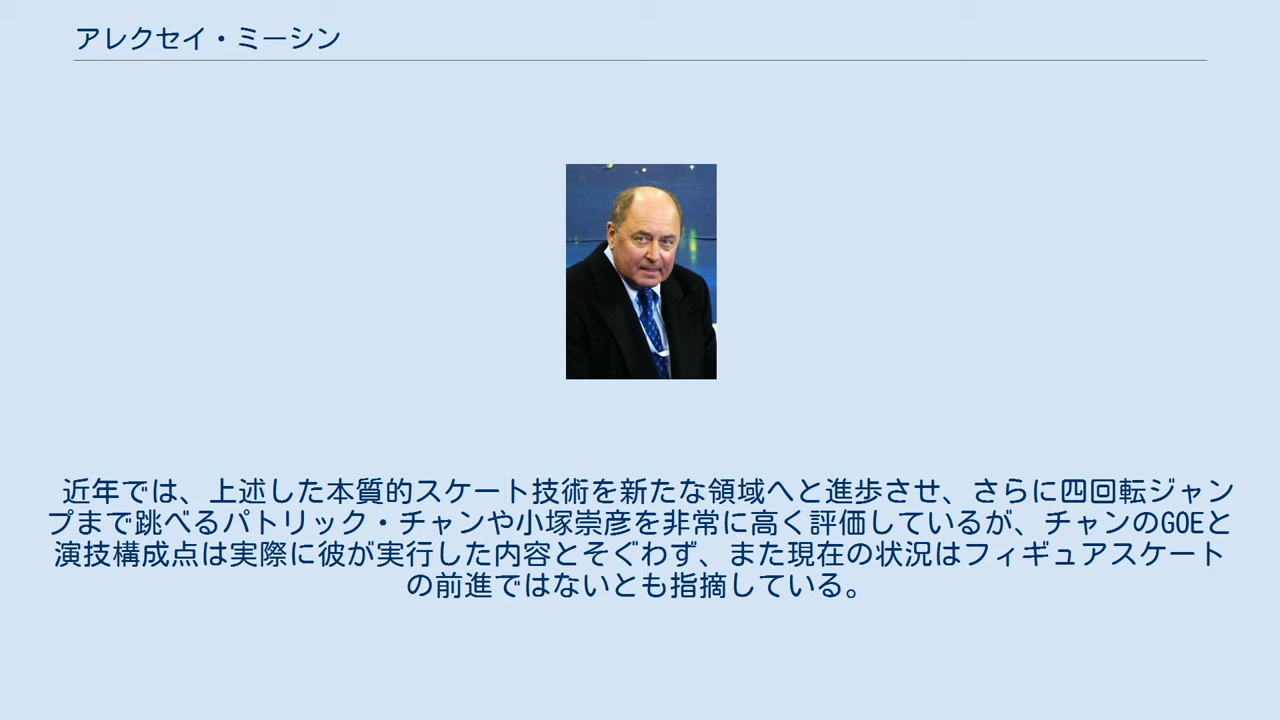 アレクセイ・ミーシン
近年では、上述した本質的スケート技術を新たな領域へと進歩させ、さらに四回転ジャン
プまで跳べるパトリック・チャンや小塚崇彦を非常に高く評価しているが、チャンのGOEと
演技構成点は実際に彼が実行した内容とそぐわず、また現在の状況はフィギュアスケート
の前進ではないとも指摘している。